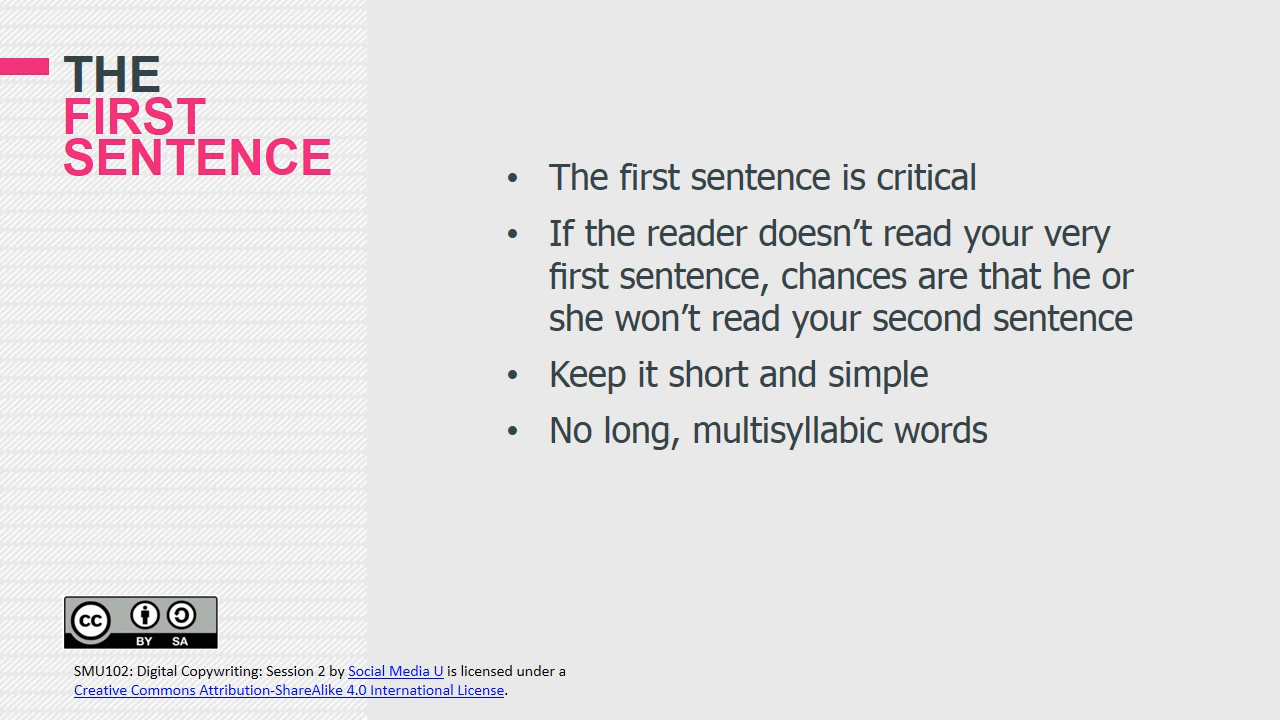 THE
FIRST
SENTENCE
• The first sentence is critical
• If the reader doesn’t read your very
first sentence, chances are that he or
she won’t read your second sentence
• Keep it short and simple
• No long, multisyllabic words
CC
BY SA
SMU102: Digital Copywriting: Session 2 by Social Media U is licensed under a
Creative Commons Attribution-ShareAlike 4.0 International License.